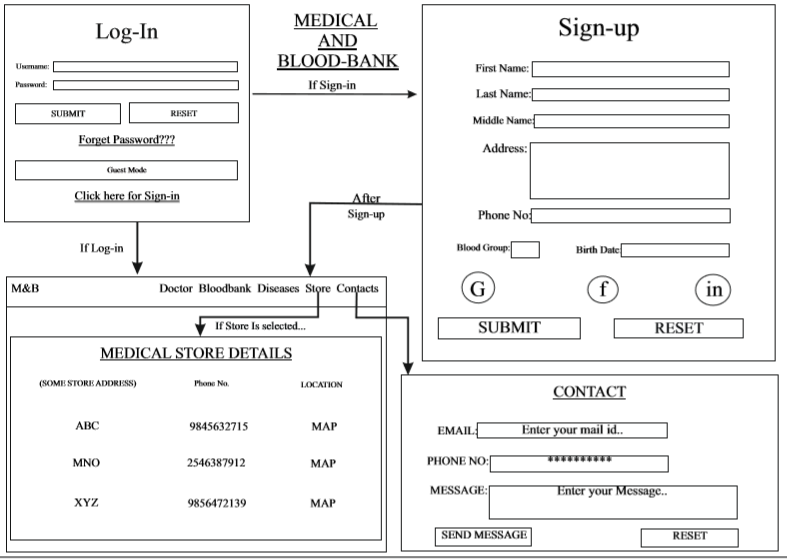 Log-In
Username:
Password:
SUBMIT RESET
Forget Password???
Guest Mode
Click here for Sign-in
MEDICAL
AND
BLOOD-BANK
If Sign-in
Sign-up
First Name:
Last Name:
Middle Name:
Address:
Phone No:
Blood Group: Birth Date:
G f in
SUBMIT RESET
After
Sign-up
If Log-in
M&B Doctor Bloodbank Diseases Store Contacts
If Store Is selected...
MEDICAL STORE DETAILS
(SOME STORE ADDRESS) Phone No. LOCATION
ABC 9845632715 MAP
MNO 2546387912 MAP
XYZ 9856472139 MAP
CONTACT
EMAIL: Enter your mail id..
PHONE NO: **********
MESSAGE: Enter your Message..
SEND MESSAGE RESET